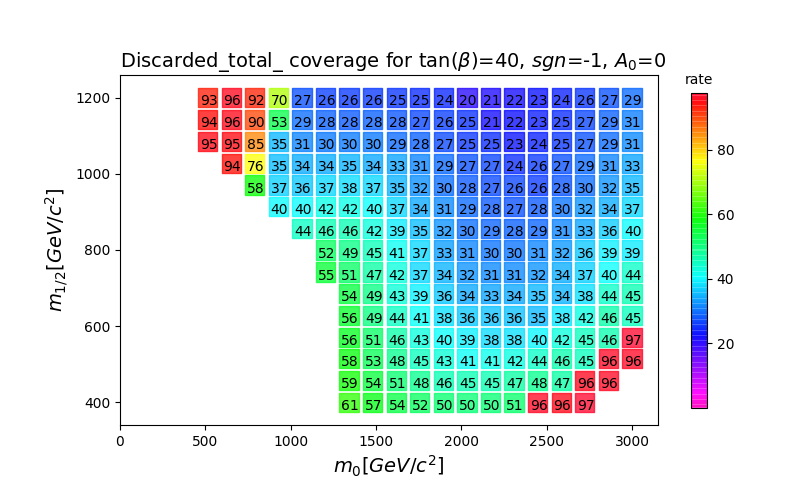 Discarded_total_ coverage for tan(β)=40, sgn=-1, A₀=0
rate
1200 93 96 92 70 27 26 26 26 25 25 24 20 21 22 23 24 26 27 29
94 96 90 53 29 28 28 28 28 27 26 25 21 22 23 25 27 29 31
95 95 85 35 31 30 30 30 29 28 27 25 25 23 24 25 27 29 31
80
1000 94 76 35 34 34 35 34 33 31 29 27 27 24 26 27 29 31 33
58 37 36 37 38 37 35 32 30 28 27 26 26 28 30 32 35
60
40 40 42 42 40 37 34 31 29 28 27 28 30 32 34 37
44 46 46 42 39 35 32 30 29 28 29 31 33 36 40
800 52 49 45 41 37 33 31 30 30 31 32 36 39 39
55 51 47 42 37 34 32 31 31 32 34 37 40 44
40
54 49 43 39 36 34 33 34 35 34 38 44 45
600 56 49 44 41 38 36 36 36 35 38 42 46 45
56 51 46 43 40 39 38 38 40 42 45 46 97
20
58 53 48 45 43 41 41 42 44 46 45 96 96
59 54 51 48 46 45 45 47 48 47 96 96
400 61 57 54 52 50 50 50 51 96 96 97
m₁/₂[GeV/c²]
0 500 1000 1500 2000 2500 3000
m₀[GeV/c²]